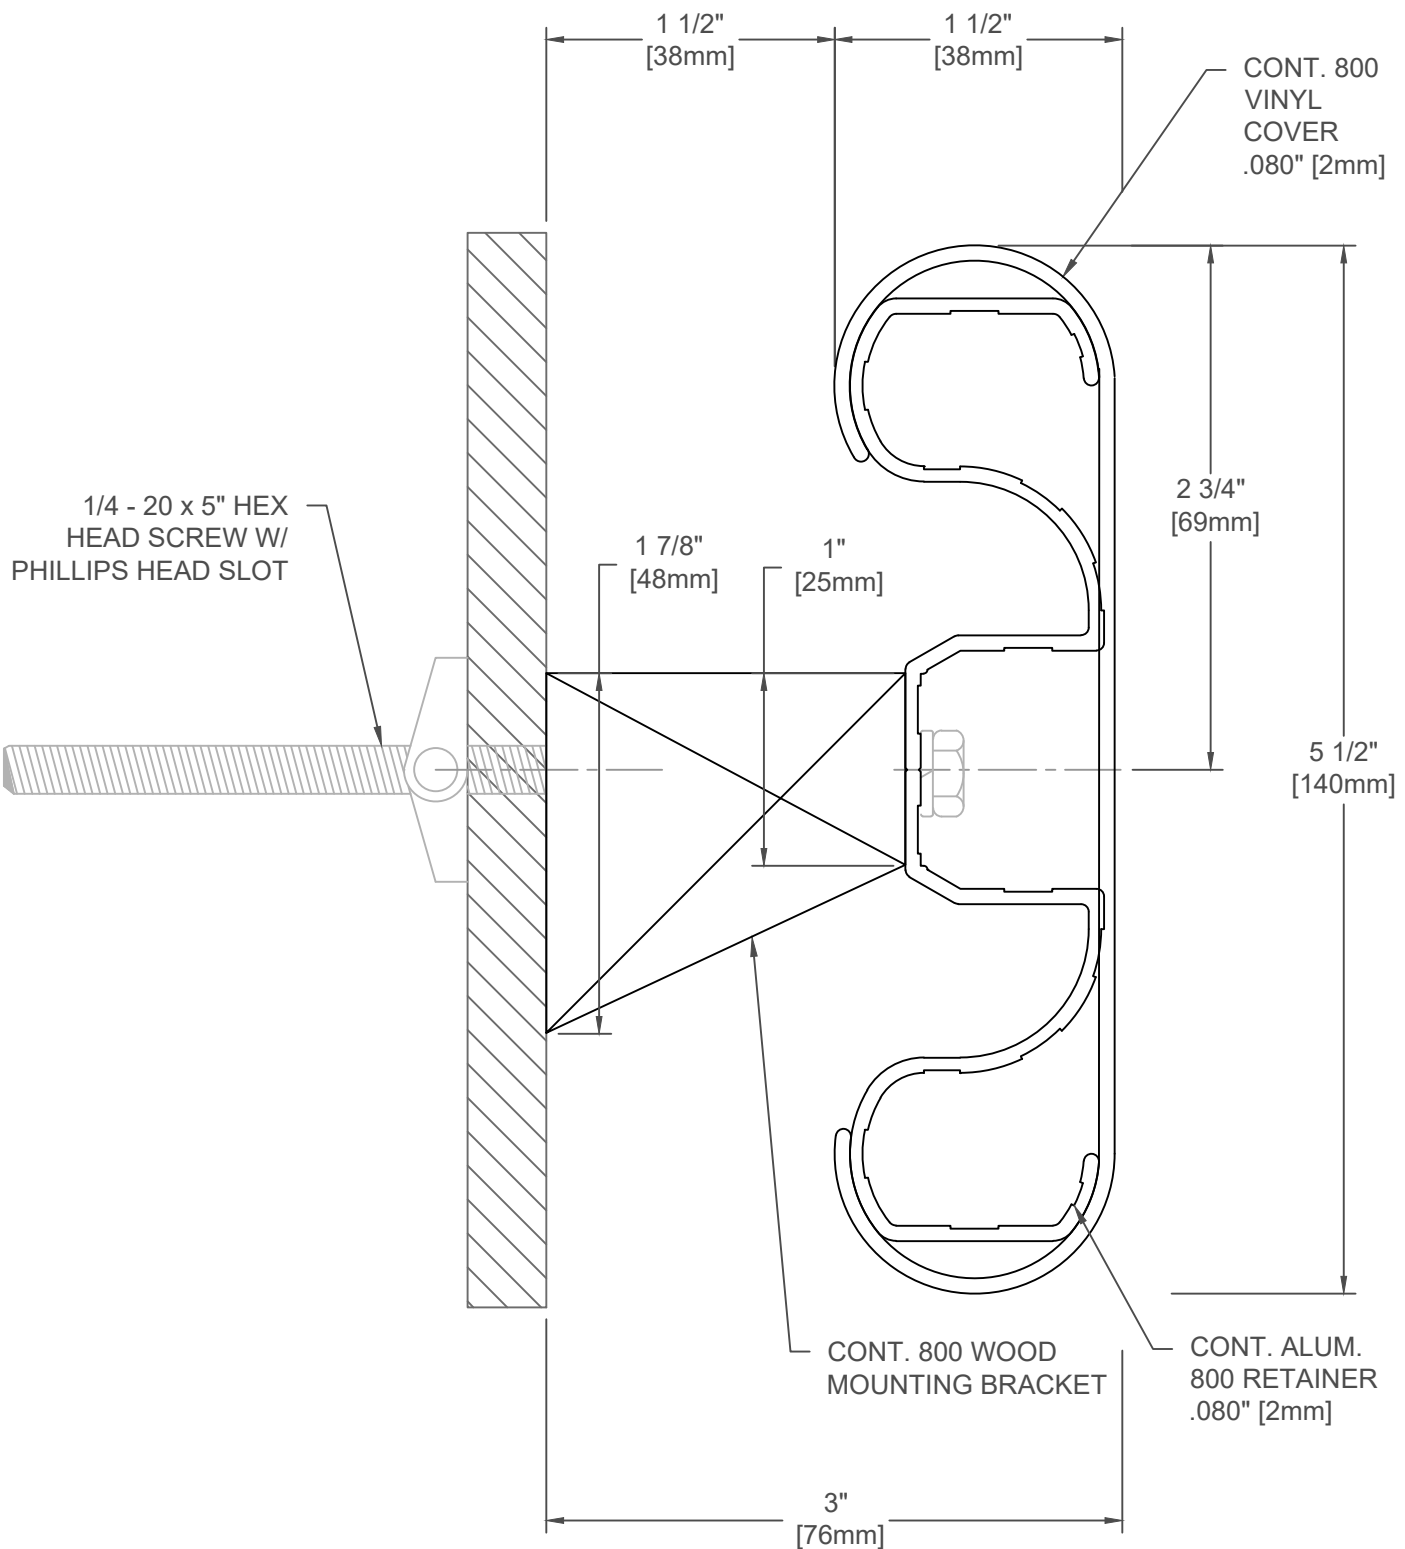 1 1/2"
[38mm]
1 1/2"
[38mm]
CONT. 800
VINYL
COVER
.080" [2mm]
2 3/4"
[69mm]
1/4 - 20 x 5" HEX
HEAD SCREW W/
PHILLIPS HEAD SLOT
1 7/8"
[48mm]
1"
[25mm]
5 1/2"
[140mm]
CONT. 800 WOOD
MOUNTING BRACKET
CONT. ALUM.
800 RETAINER
.080" [2mm]
3"
[76mm]